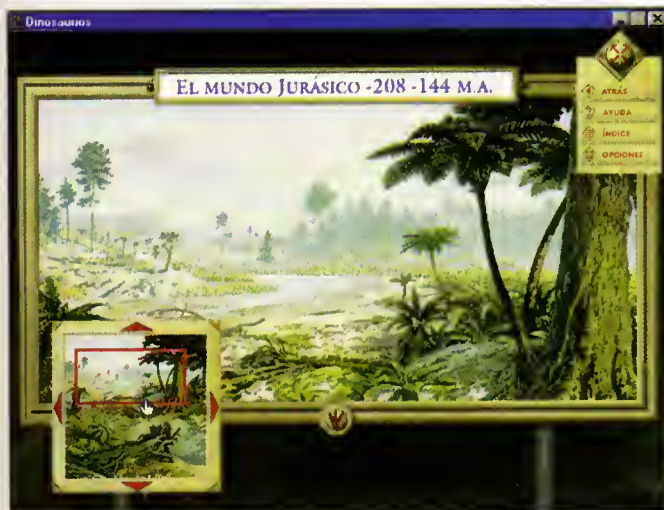 Dinosaurios
EL MUNDO JURÁSICO -208 -144 M.A.
ATRÁS
AYUDA
ÍNDICE
OPCIONES